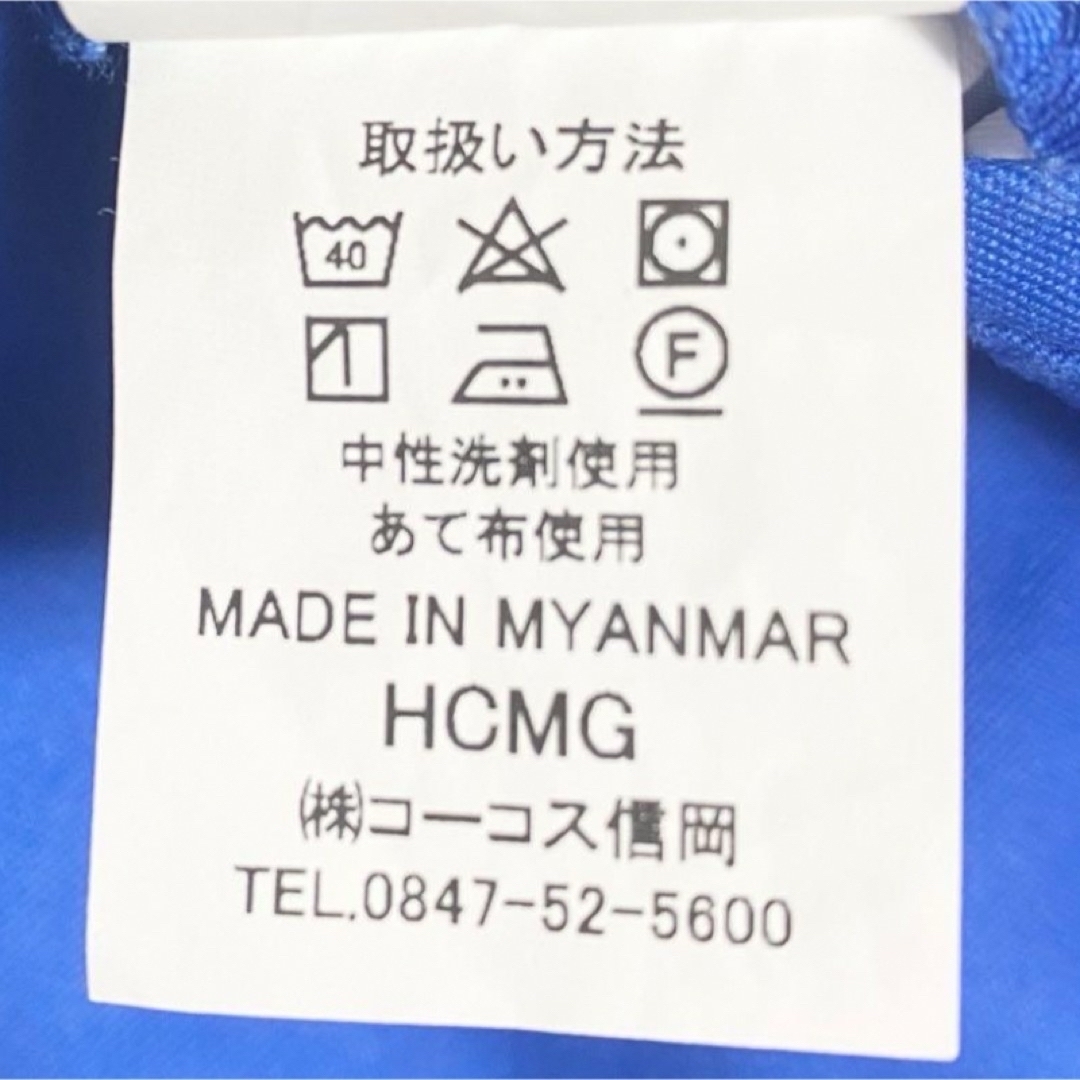 取扱い方法
40
F
中性洗剤使用
あて布使用
MADE IN MYANMAR
HCMG
㈱コーコス信岡
TEL.0847-52-5600